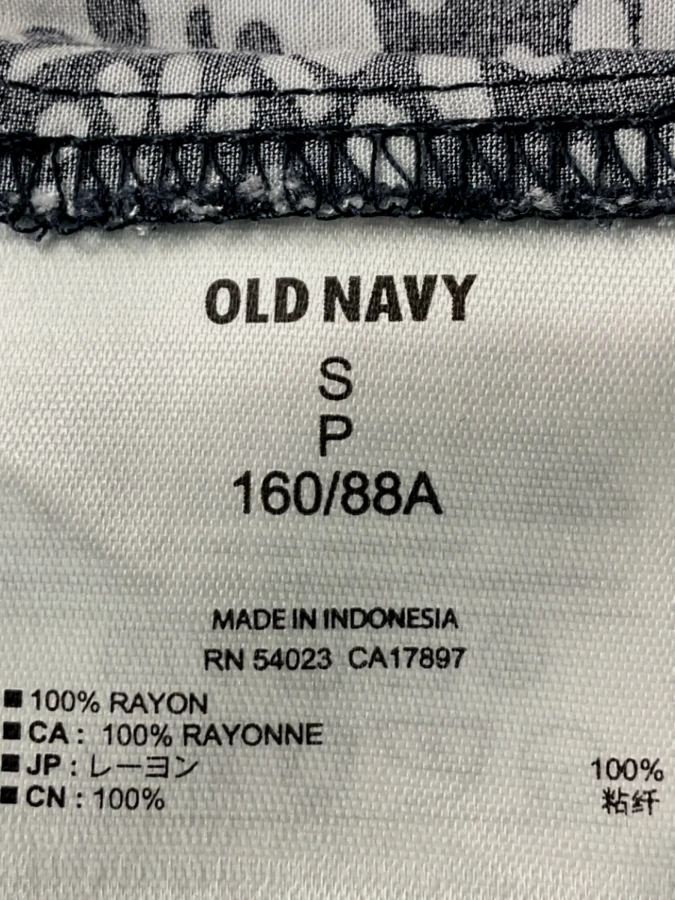 OLD NAVY
S
P
160/88A
MADE IN INDONESIA
RN 54023 CA17897
■ 100% RAYON
■ CA : 100% RAYONNE
■ JP : レーヨン 100%
■ CN : 100% 粘纤